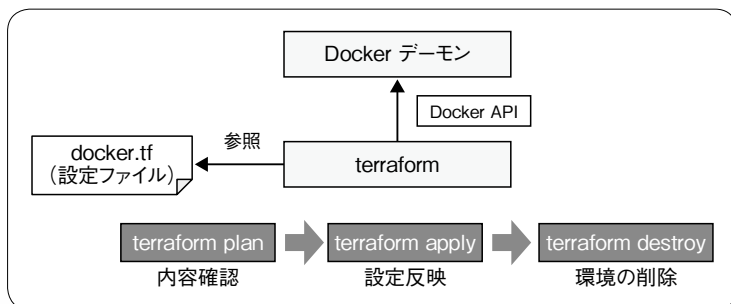 Docker デーモン
Docker API
参照
docker.tf
（設定ファイル）
terraform
terraform plan
terraform apply
terraform destroy
内容確認
設定反映
環境の削除